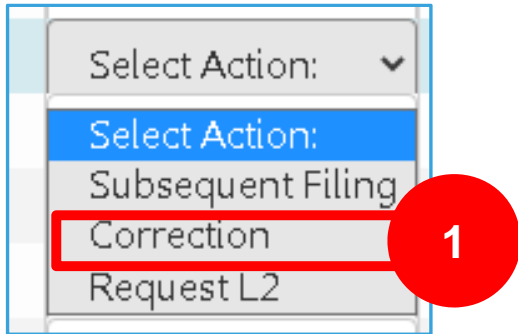 Select Action:
Select Action:
Subsequent Filing
Correction
1
Request L2